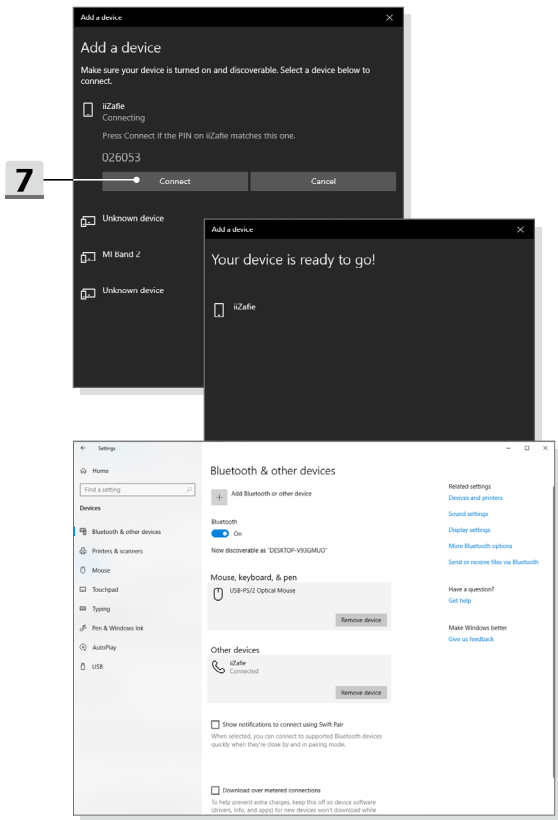 Add a device
Add a device
Make sure your device is turned on and discoverable. Select a device below to
connect.
iiZafie
Connecting
Press Connect if the PIN on iiZafie matches this one.
026053
7
Connect Cancel
Unknown device
MI Band 2
Unknown device
Add a device
Your device is ready to go!
iiZafie
Settings
Home
Find a setting
Devices
Bluetooth & other devices
Printers & scanners
Mouse
Touchpad
Typing
Pen & Windows Ink
AutoPlay
USB
Bluetooth & other devices
Add Bluetooth or other device
Bluetooth
On
Now discoverable as "DESKTOP-V93GMUO"
Mouse, keyboard, & pen
USB-PS/2 Optical Mouse
Remove device
Other devices
iiZafie
Connected
Remove device
Show notifications to connect using Swift Pair
When selected, you can connect to supported Bluetooth devices
quickly when they're close by and in pairing mode.
Download over metered connections
To help prevent extra charges, keep this off so device software
(drivers, info, and apps) for new devices won't download while
Related settings
Devices and printers
Sound settings
Display settings
More Bluetooth options
Send or receive files via Bluetooth
Have a question?
Get help
Make Windows better
Give us feedback